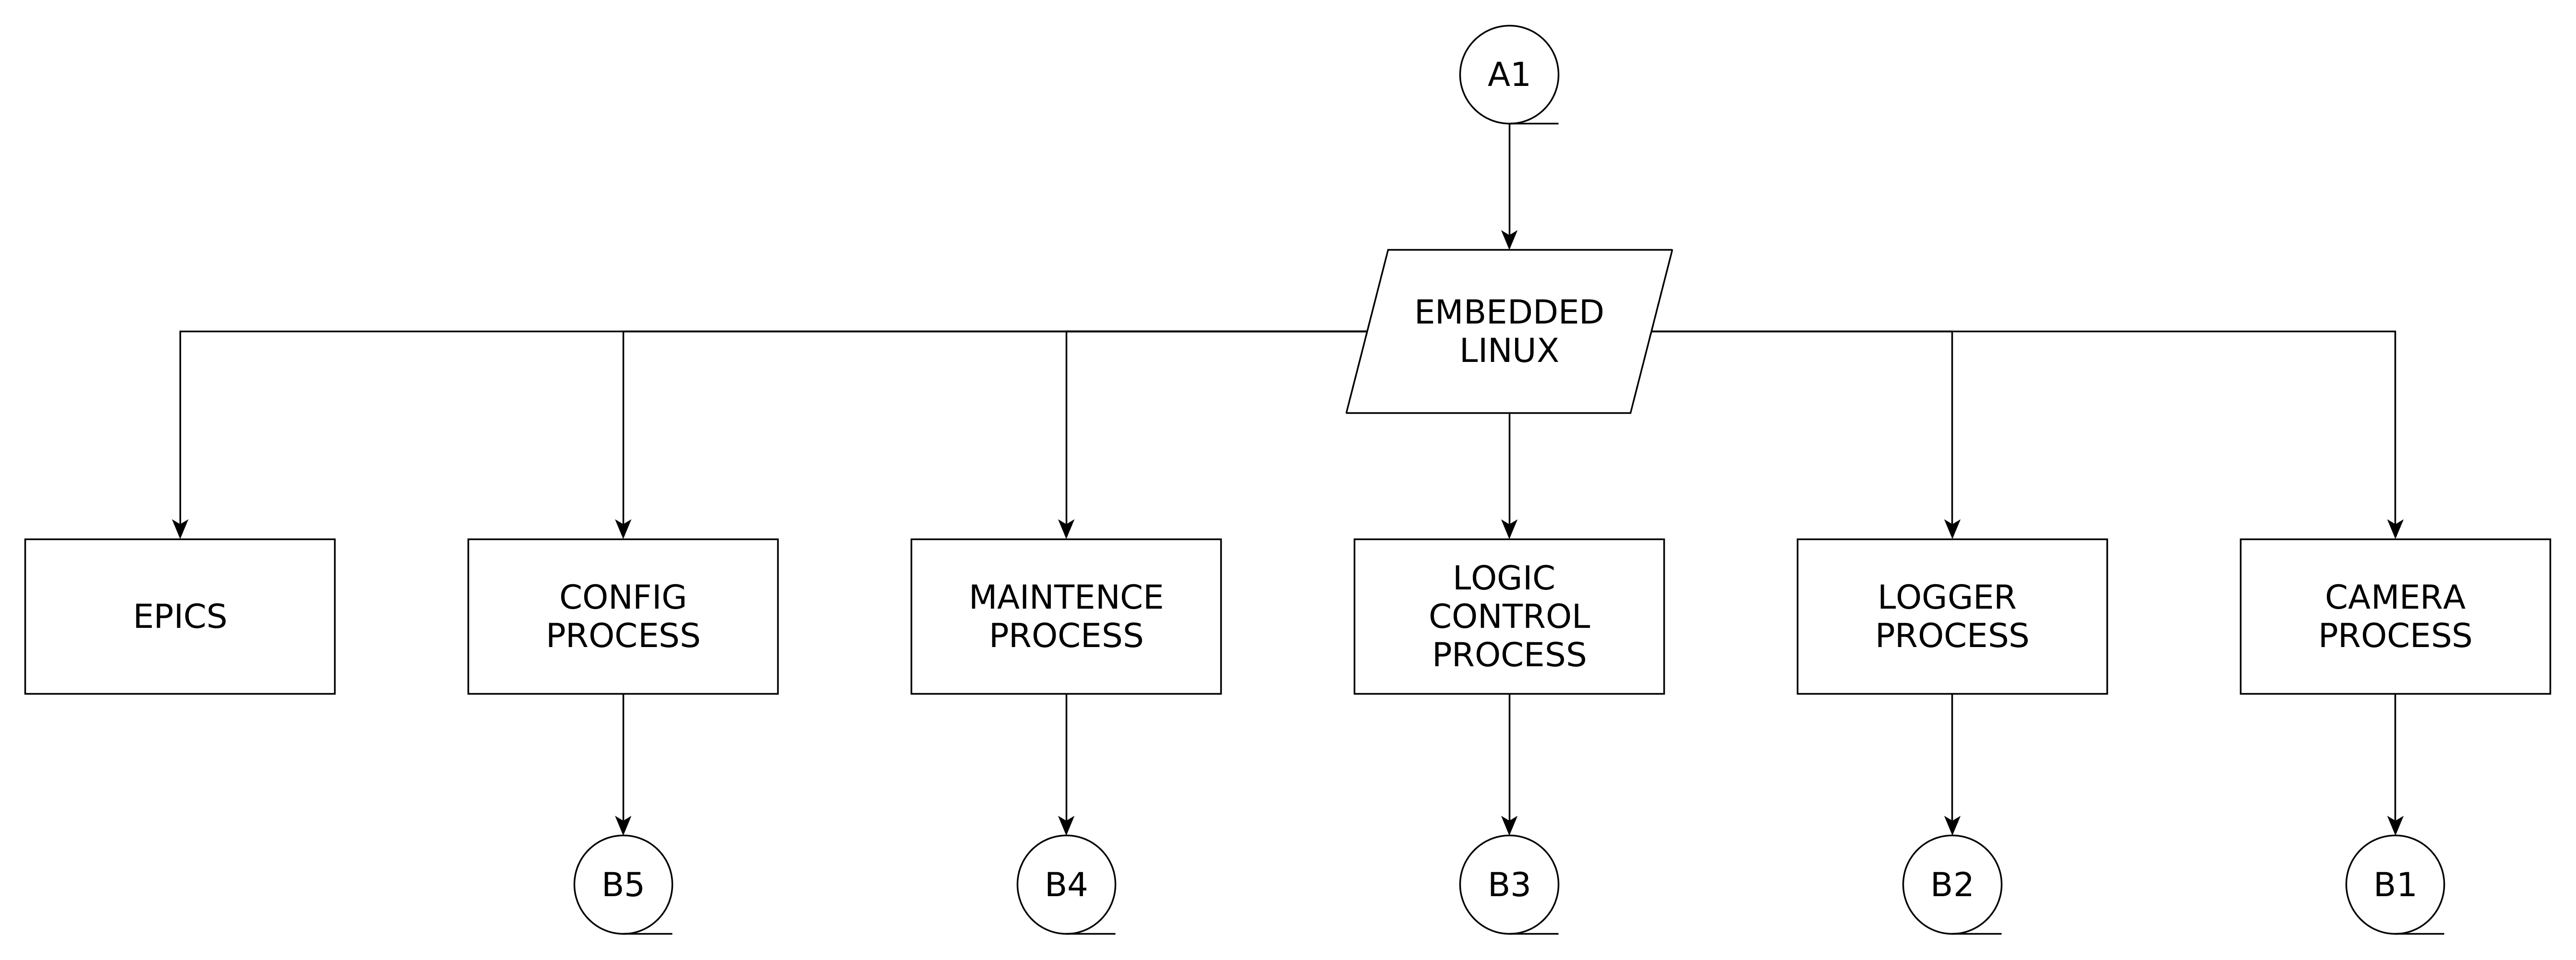 A1
EMBEDDED
LINUX
EPICS
CONFIG
PROCESS
MAINTENCE
PROCESS
LOGIC
CONTROL
PROCESS
LOGGER
PROCESS
CAMERA
PROCESS
B5
B4
B3
B2
B1